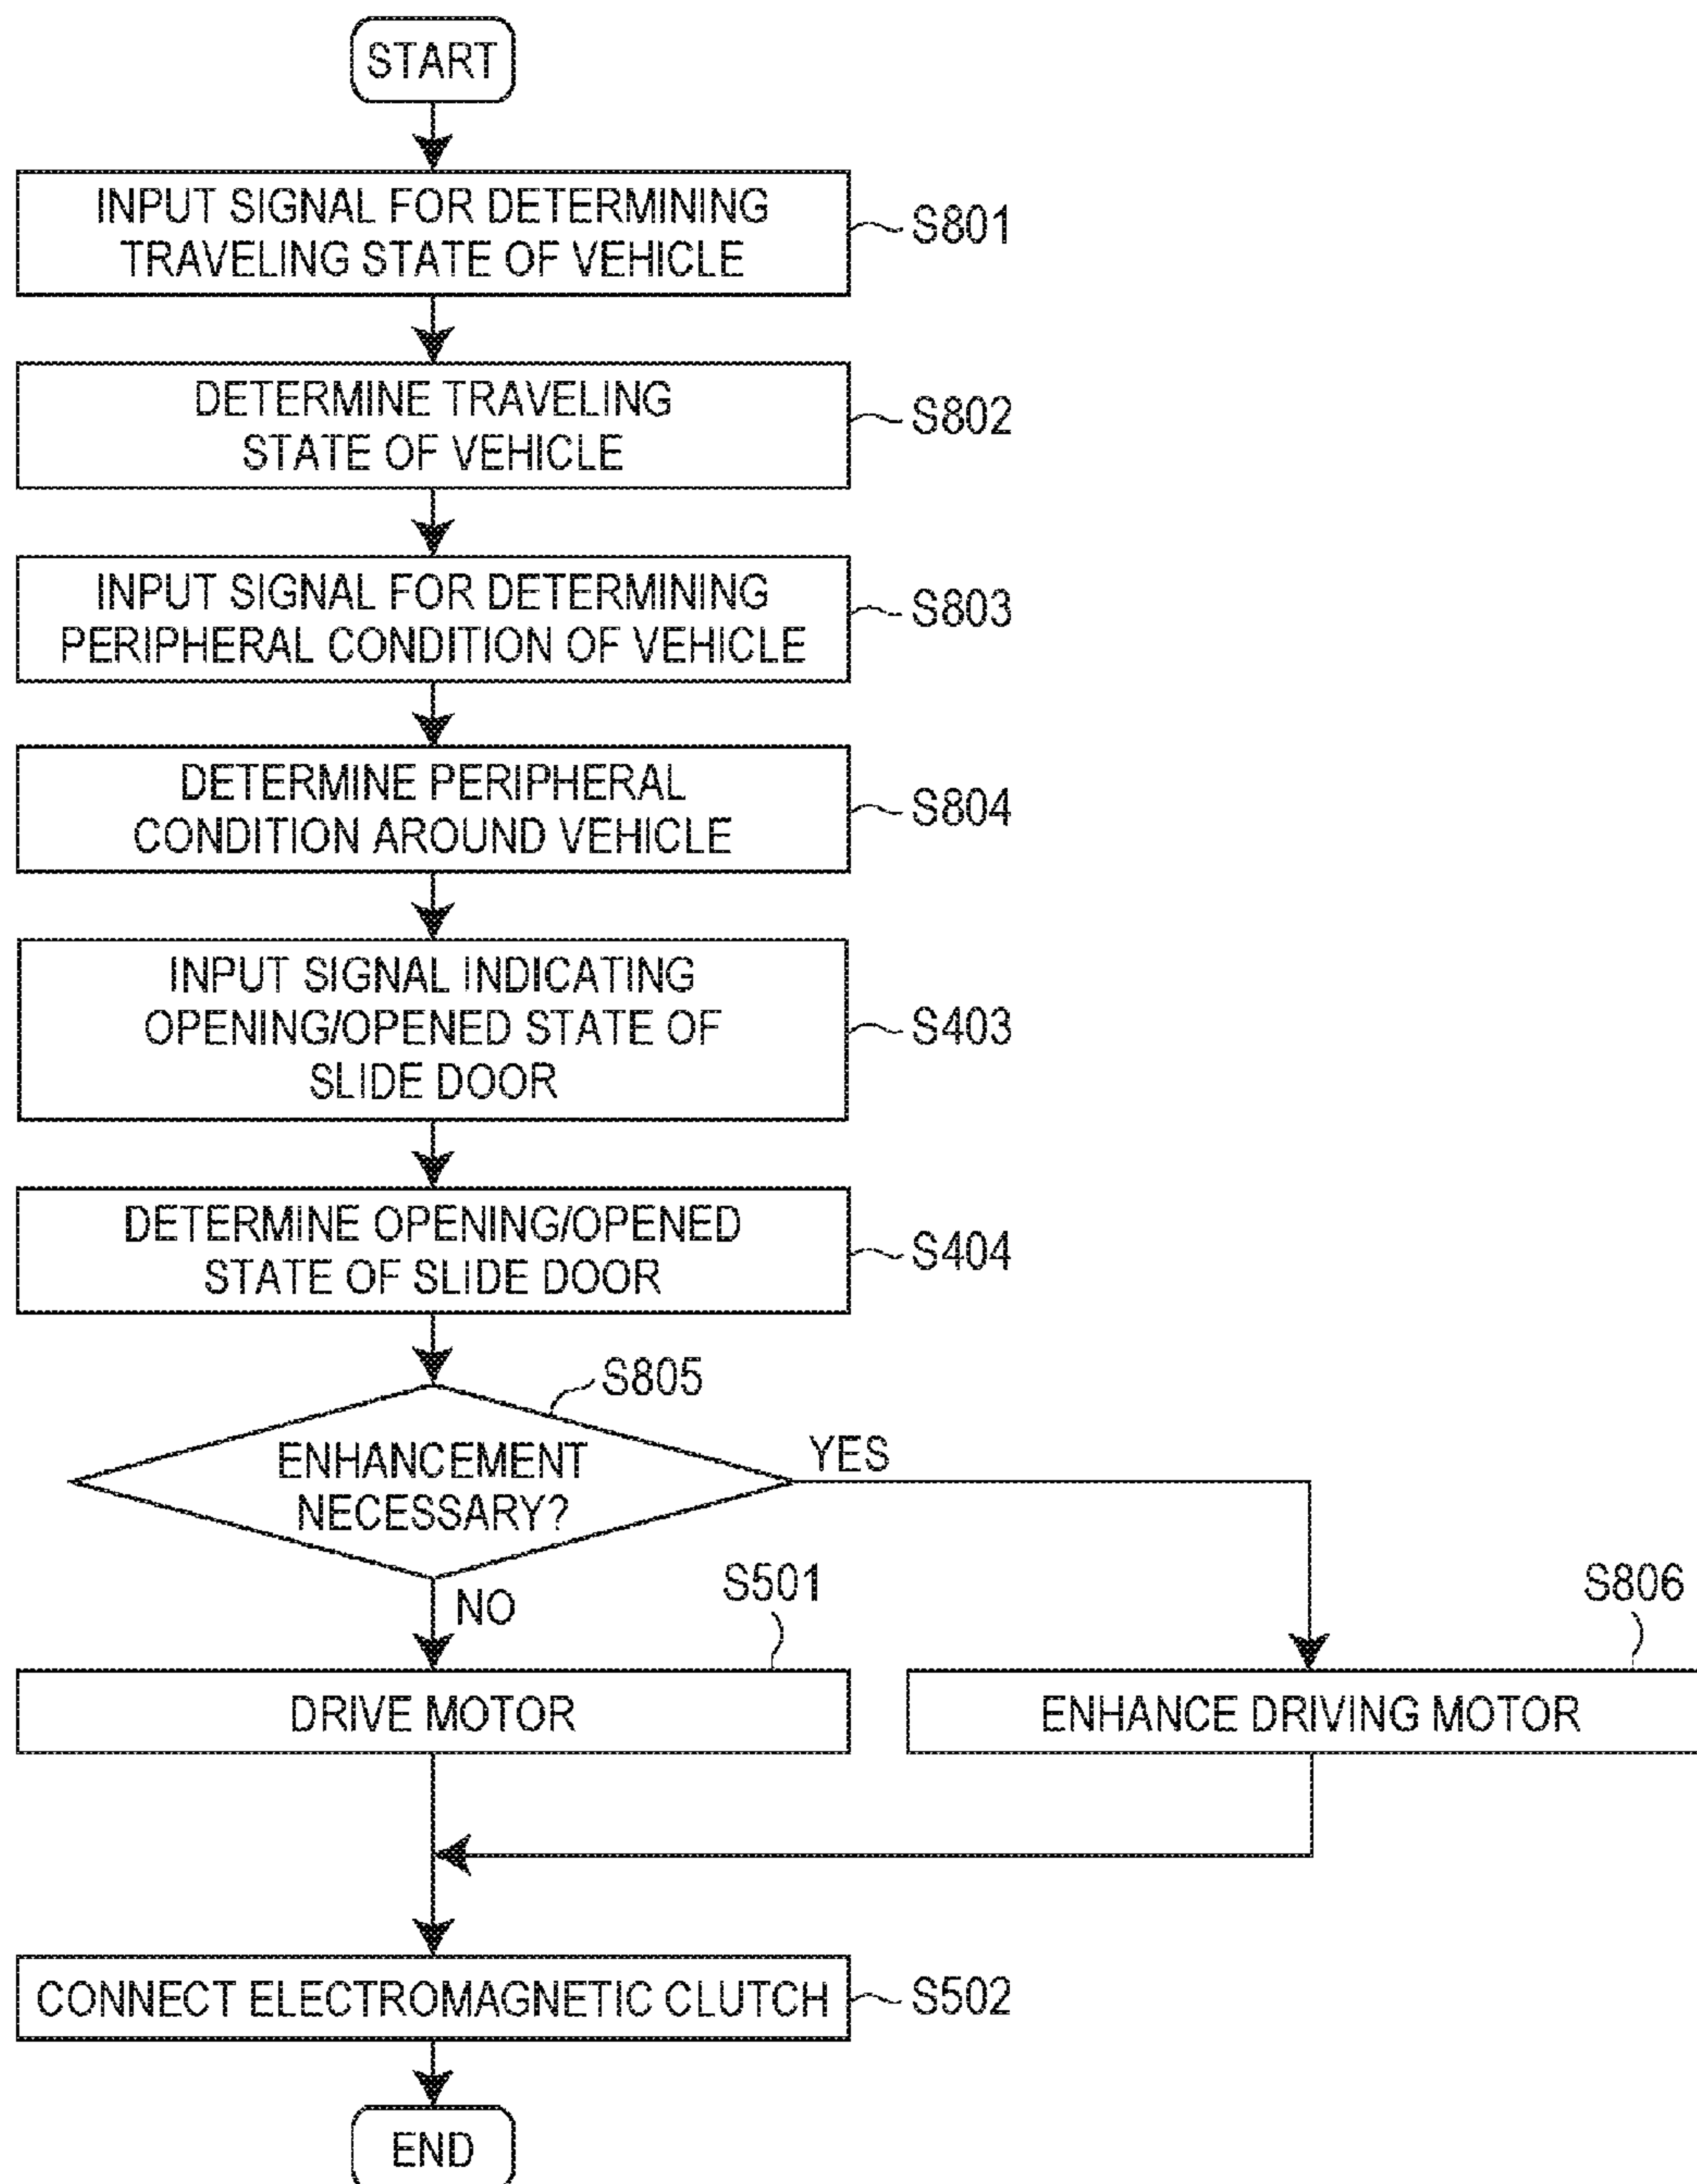 START
INPUT SIGNAL FOR DETERMINING
TRAVELING STATE OF VEHICLE
S801
DETERMINE TRAVELING
STATE OF VEHICLE
S802
INPUT SIGNAL FOR DETERMINING
PERIPHERAL CONDITION OF VEHICLE
S803
DETERMINE PERIPHERAL
CONDITION AROUND VEHICLE
S804
INPUT SIGNAL INDICATING
OPENING/OPENED STATE OF
SLIDE DOOR
S403
DETERMINE OPENING/OPENED
STATE OF SLIDE DOOR
S404
S805
ENHANCEMENT
NECESSARY?
YES
NO
S501
S806
DRIVE MOTOR
ENHANCE DRIVING MOTOR
CONNECT ELECTROMAGNETIC CLUTCH
S502
END